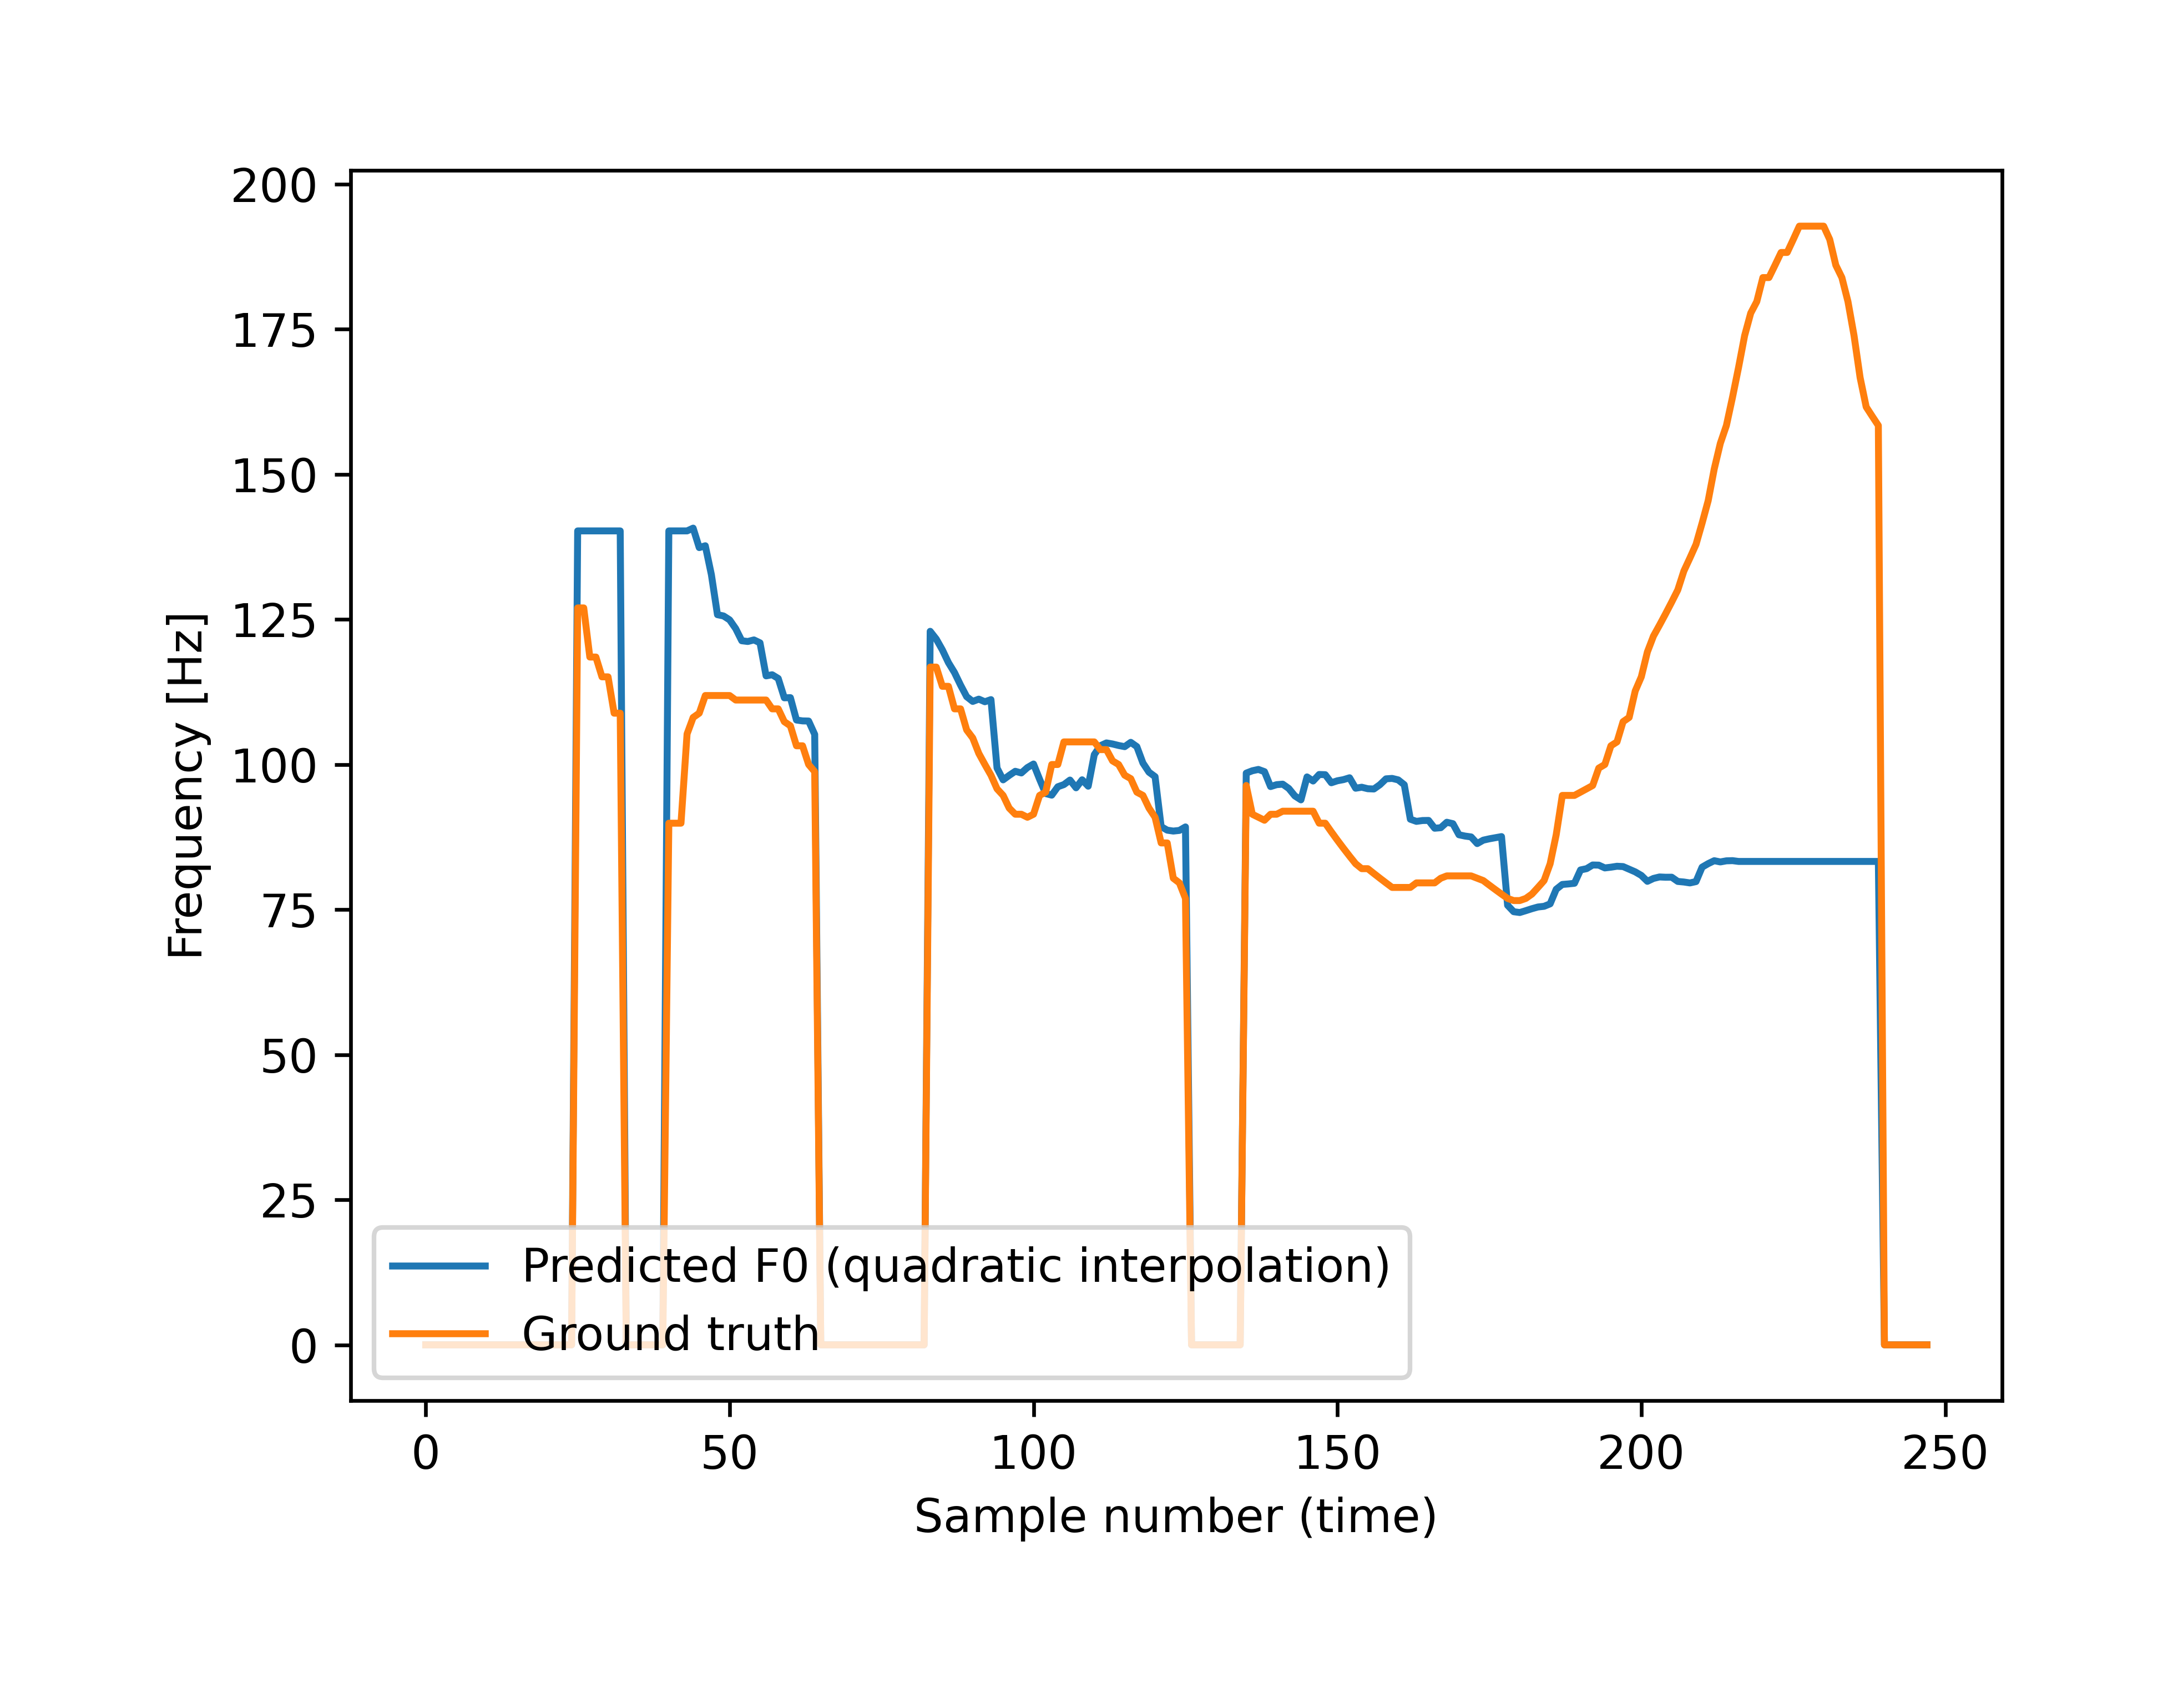 200
175
150
125
100
75
50
25
0
Frequency [Hz]
Predicted F0 (quadratic interpolation)
Ground truth
0 50 100 150 200 250
Sample number (time)